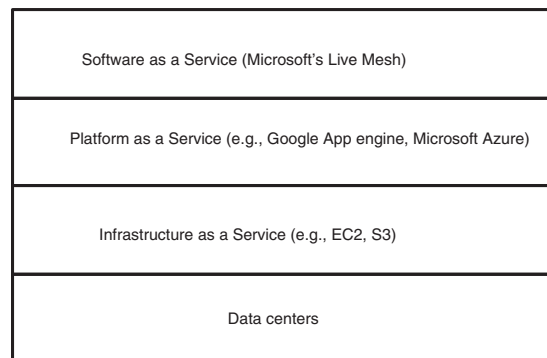 Software as a Service (Microsoft's Live Mesh)
Platform as a Service (e.g., Google App engine, Microsoft Azure)
Infrastructure as a Service (e.g., EC2, S3)
Data centers